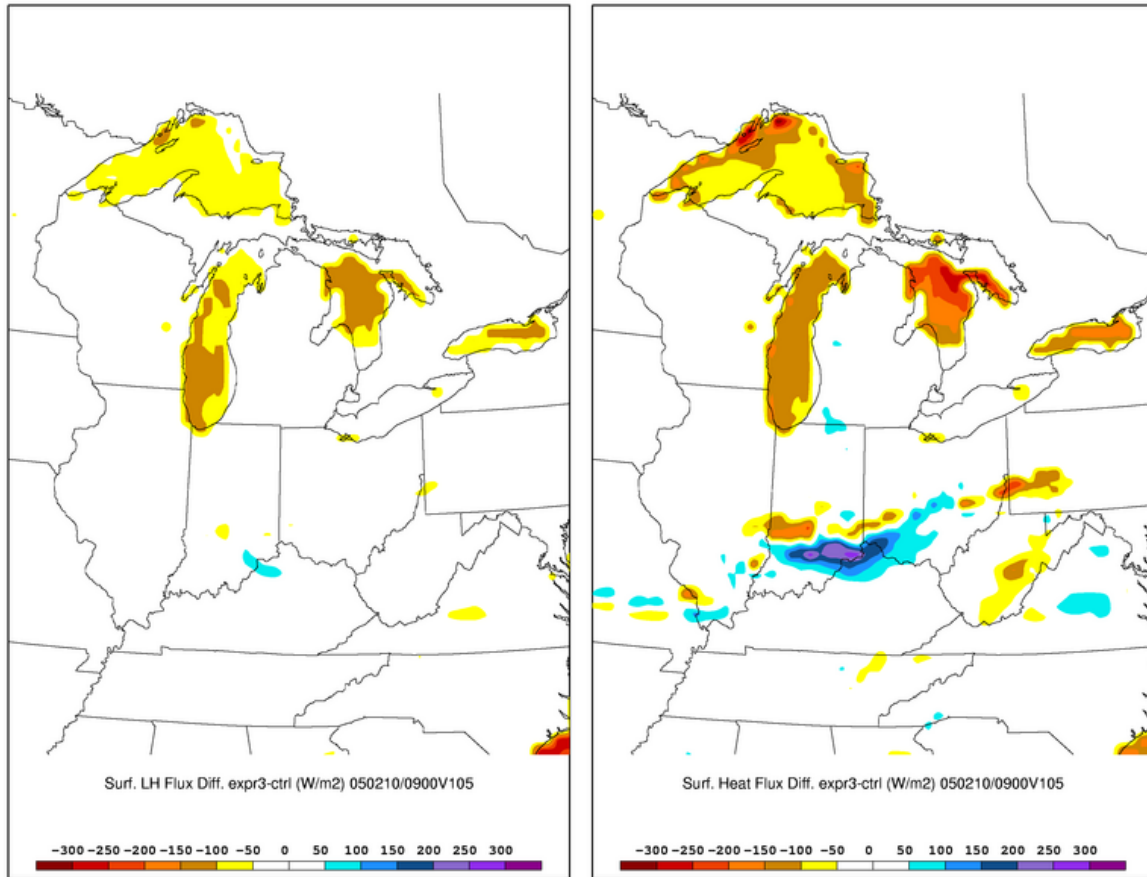 Surf. LH Flux Diff. expr3-ctrl (W/m2) 050210/0900V105
-300 -250 -200 -150 -100 -50 0 50 100 150 200 250 300
Surf. Heat Flux Diff. expr3-ctrl (W/m2) 050210/0900V105
-300 -250 -200 -150 -100 -50 0 50 100 150 200 250 300